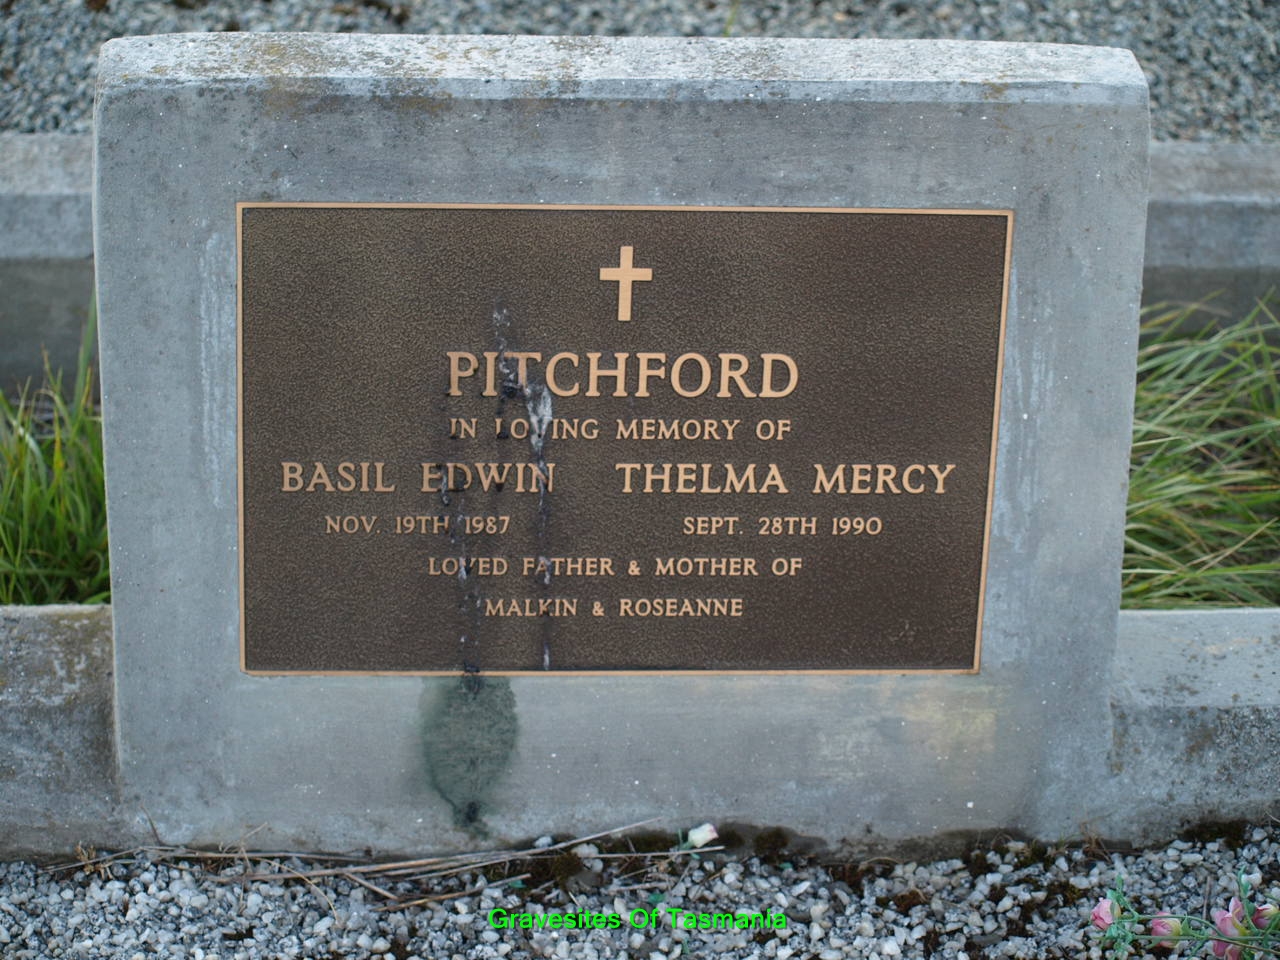 PITCHFORD
IN LOVING MEMORY OF
BASIL EDWIN THELMA MERCY
NOV. 19TH 1987 SEPT. 28TH 1990
LOVED FATHER & MOTHER OF
MALKIN & ROSEANNE
Gravesites Of Tasmania